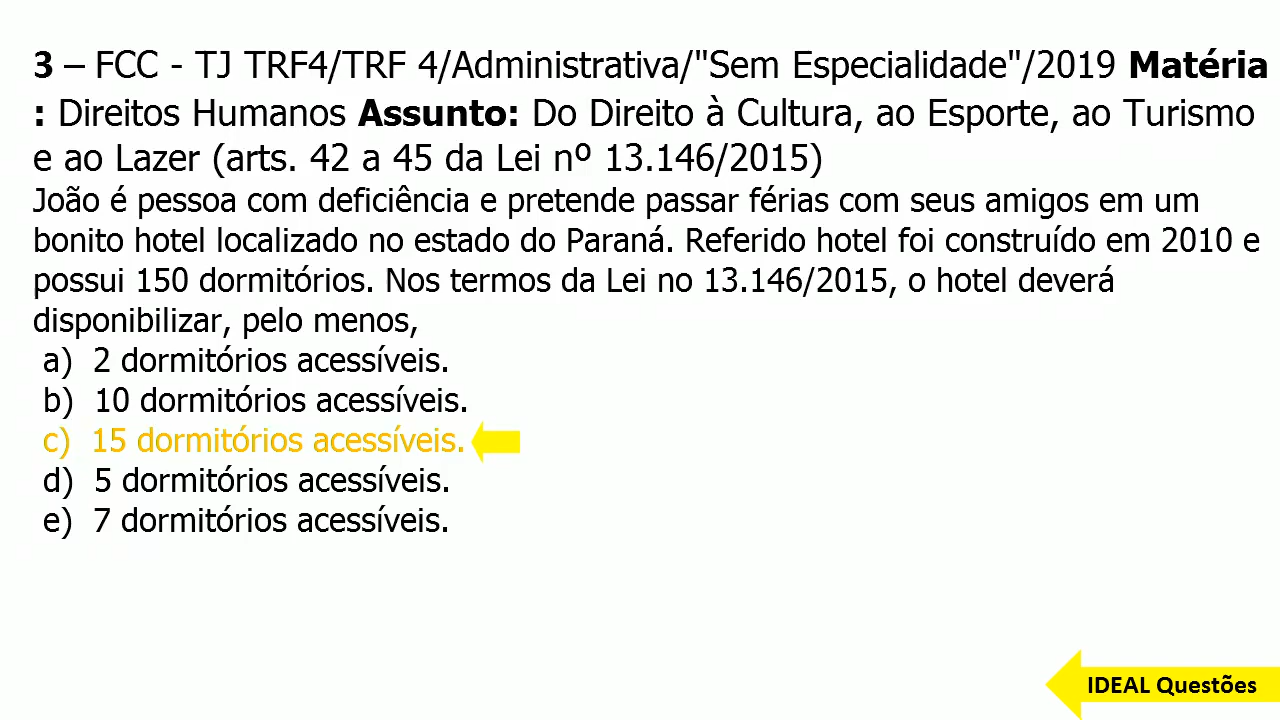 3 – FCC - TJ TRF4/TRF 4/Administrativa/"Sem Especialidade"/2019 Matéria
: Direitos Humanos Assunto: Do Direito à Cultura, ao Esporte, ao Turismo
e ao Lazer (arts. 42 a 45 da Lei nº 13.146/2015)
João é pessoa com deficiência e pretende passar férias com seus amigos em um
bonito hotel localizado no estado do Paraná. Referido hotel foi construído em 2010 e
possui 150 dormitórios. Nos termos da Lei no 13.146/2015, o hotel deverá
disponibilizar, pelo menos,
a) 2 dormitórios acessíveis.
b) 10 dormitórios acessíveis.
c) 15 dormitórios acessíveis.
d) 5 dormitórios acessíveis.
e) 7 dormitórios acessíveis.
IDEAL Questões